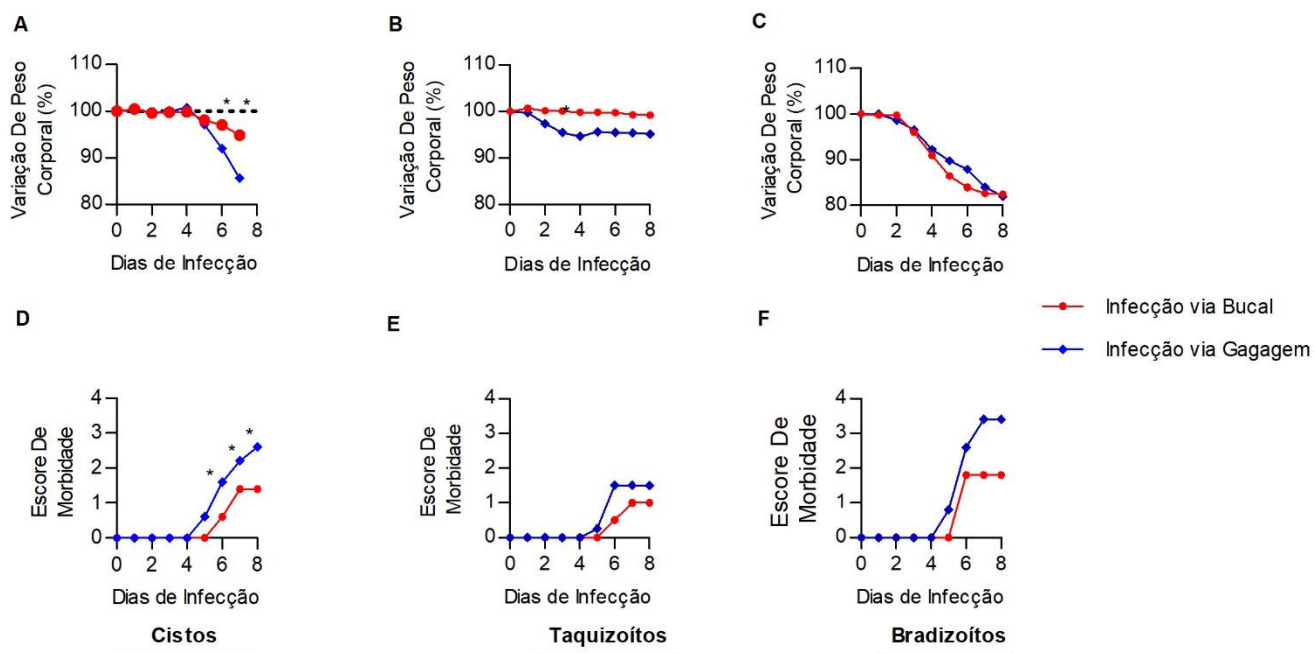 A
Variação De Peso
Corporal (%)
110
100
90
80
* *
0 2 4 6 8
Dias de Infecção
B
Variação De Peso
Corporal (%)
110
100
90
80
*
0 2 4 6 8
Dias de Infecção
C
Variação De Peso
Corporal (%)
110
100
90
80
0 2 4 6 8
Dias de Infecção
Infecção via Bucal
Infecção via Gagagem
D
Escore De
Morbidade
4
3
2
1
0
* * *
0 2 4 6 8
Dias de Infecção
Cistos
E
Escore De
Morbidade
4
3
2
1
0
0 2 4 6 8
Dias de Infecção
Taquizoítos
F
Escore De
Morbidade
4
3
2
1
0
0 2 4 6 8
Dias de Infecção
Bradizoítos